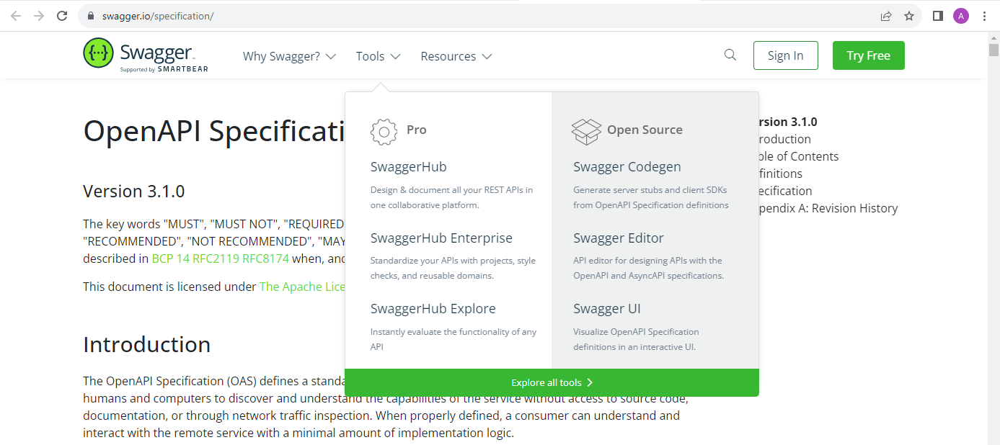 swagger.io/specification/
A
{···}
Swagger™
Supported by SMARTBEAR
Why Swagger?
Tools
Resources
Sign In
Try Free
OpenAPI Specificati
Version 3.1.0
The key words "MUST", "MUST NOT", "REQUIRED
"RECOMMENDED", "NOT RECOMMENDED", "MAY
described in BCP 14 RFC2119 RFC8174 when, and
This document is licensed under The Apache Lice
Introduction
The OpenAPI Specification (OAS) defines a standa
humans and computers to discover and understand the capabilities of the service without access to source code,
documentation, or through network traffic inspection. When properly defined, a consumer can understand and
interact with the remote service with a minimal amount of implementation logic.
Pro
SwaggerHub
Design & document all your REST APIs in
one collaborative platform.
SwaggerHub Enterprise
Standardize your APIs with projects, style
checks, and reusable domains.
SwaggerHub Explore
Instantly evaluate the functionality of any
API
Open Source
Swagger Codegen
Generate server stubs and client SDKs
from OpenAPI Specification definitions
Swagger Editor
API editor for designing APIs with the
OpenAPI and AsyncAPI specifications.
Swagger UI
Visualize OpenAPI Specification
definitions in an interactive UI.
Explore all tools
rsion 3.1.0
roduction
ble of Contents
finitions
ecification
pendix A: Revision History